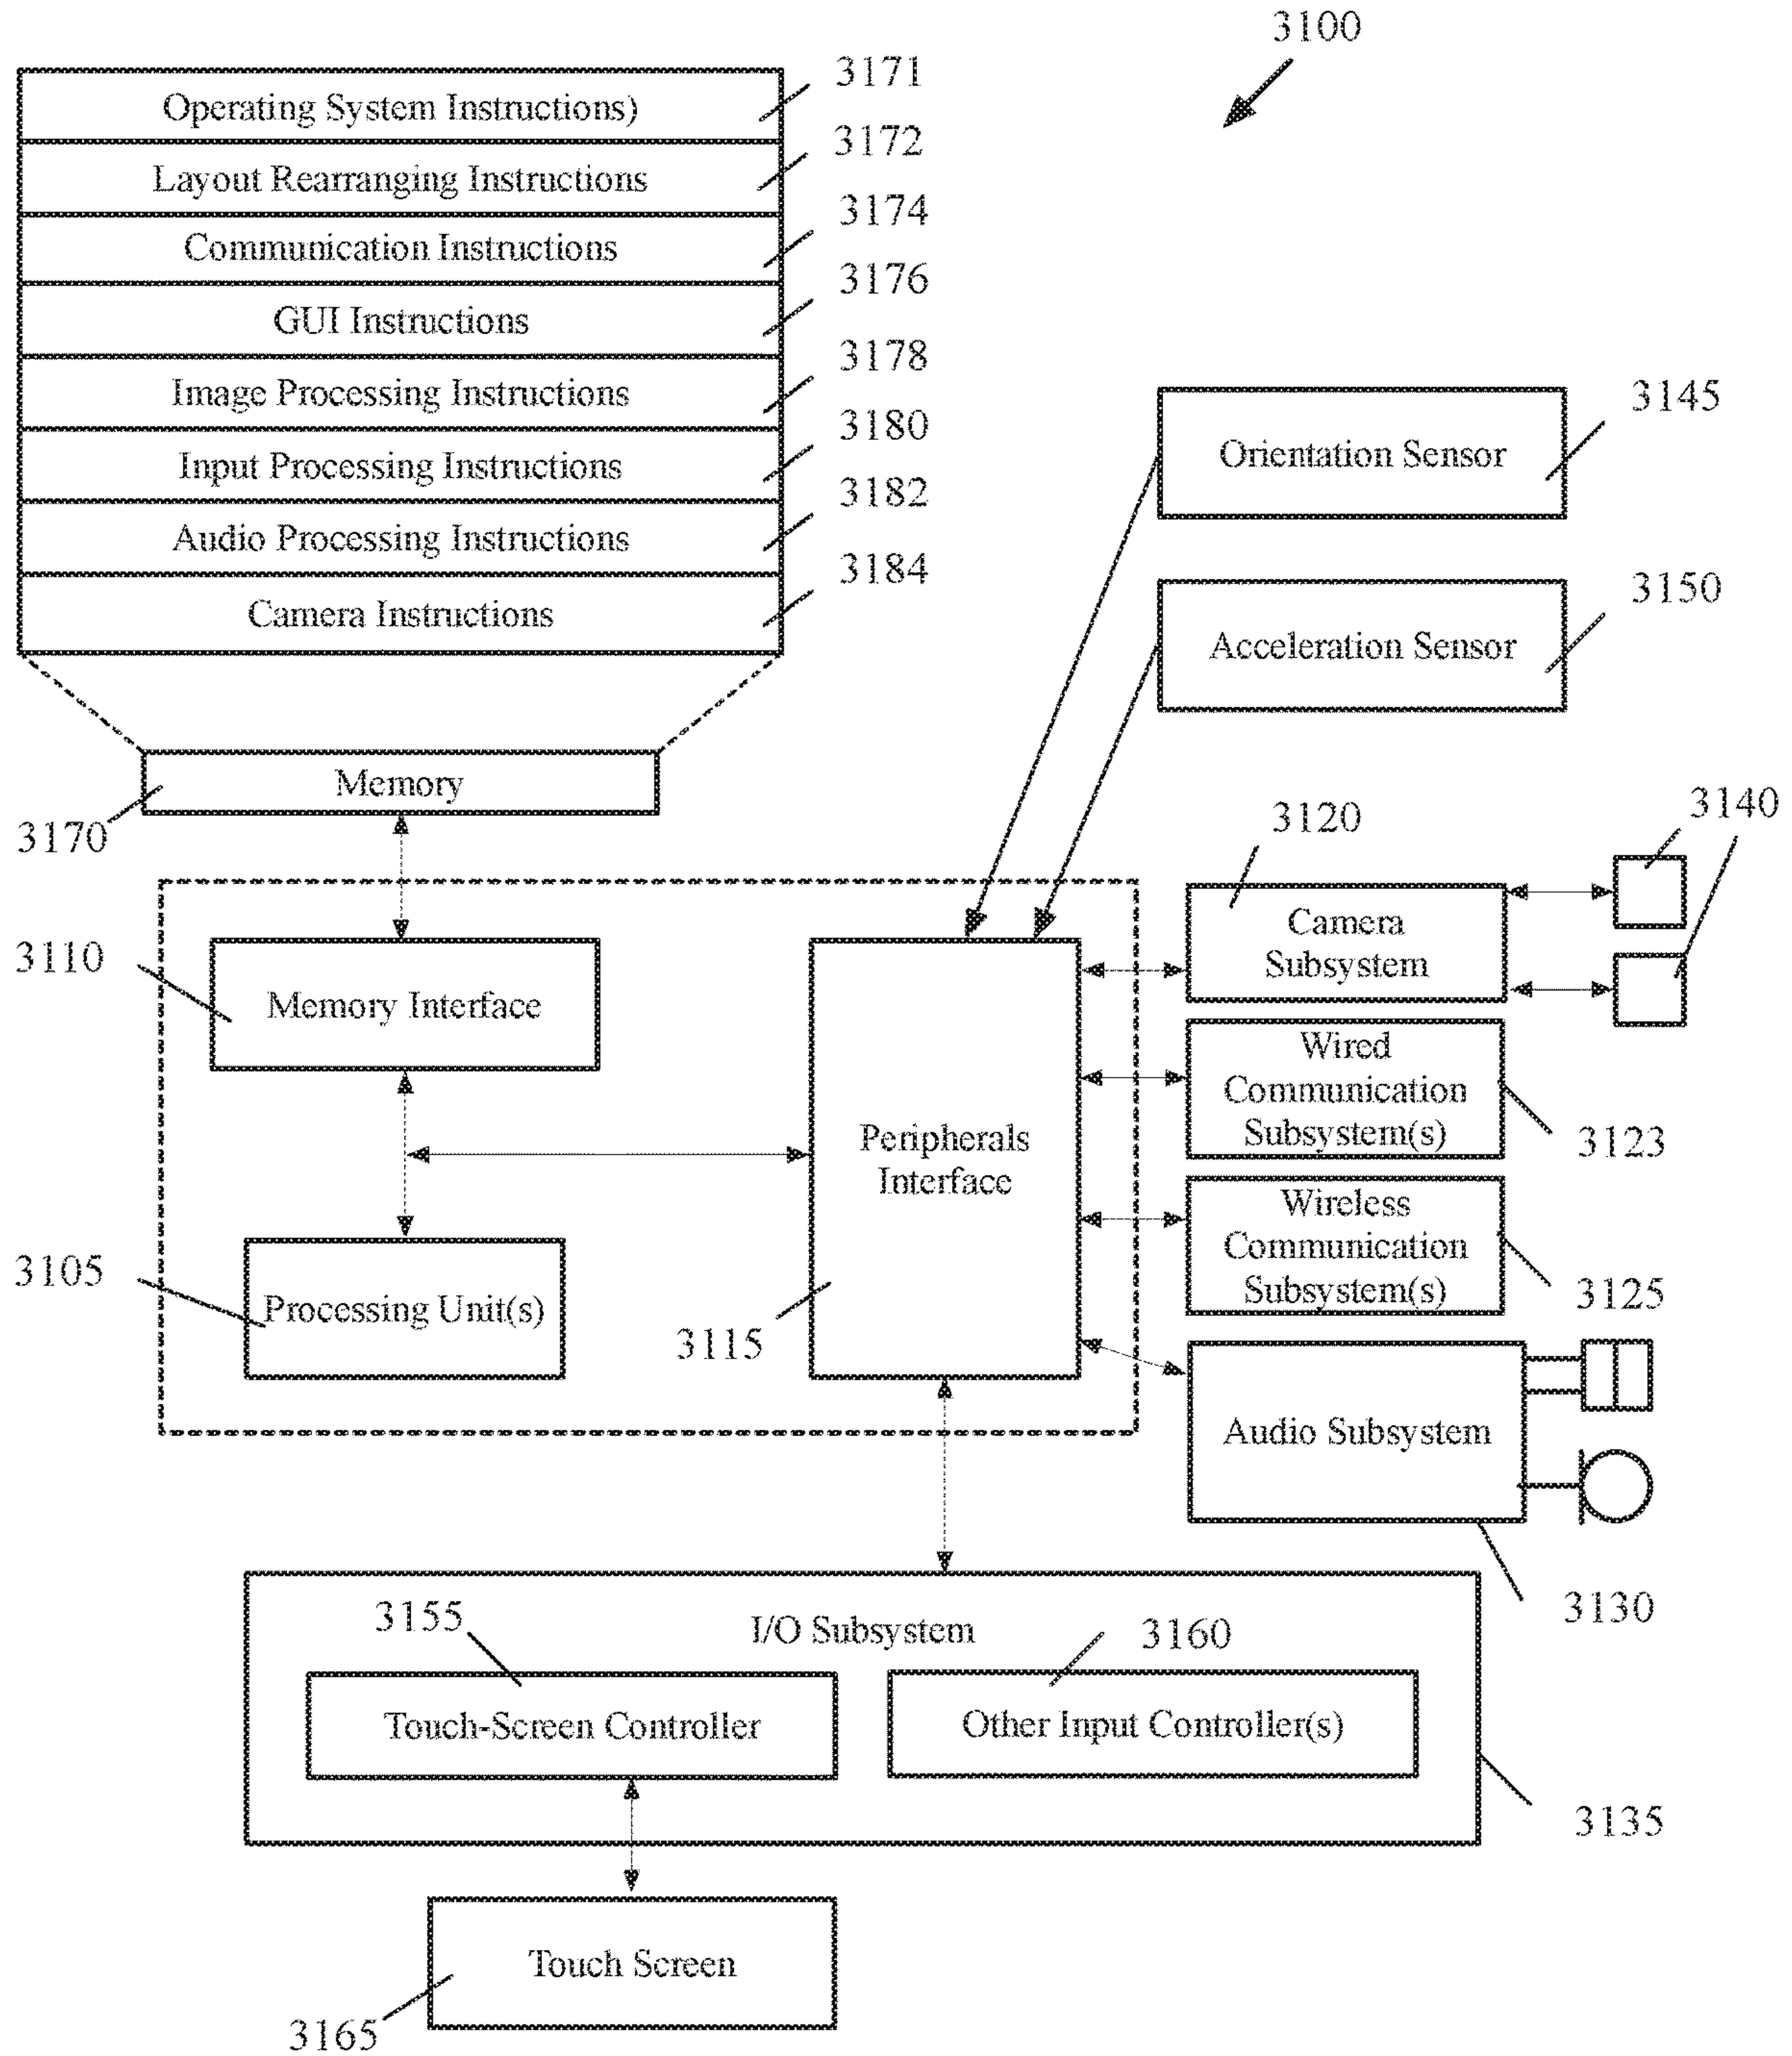 3100
3171
Operating System Instructions)
3172
Layout Rearranging Instructions
3174
Communication Instructions
3176
GUI Instructions
3178
Image Processing Instructions
3180
Input Processing Instructions
3182
Audio Processing Instructions
3184
Camera Instructions
3145
Orientation Sensor
3150
Acceleration Sensor
Memory
3170
3120
3140
Camera
Subsystem
3110
Memory Interface
Wired
Communication
Subsystem(s)
3123
Peripherals
Interface
Wireless
Communication
Subsystem(s)
3125
3105
Processing Unit(s)
3115
Audio Subsystem
3130
I/O Subsystem
3155
3160
Touch-Screen Controller
Other Input Controller(s)
3135
Touch Screen
3165